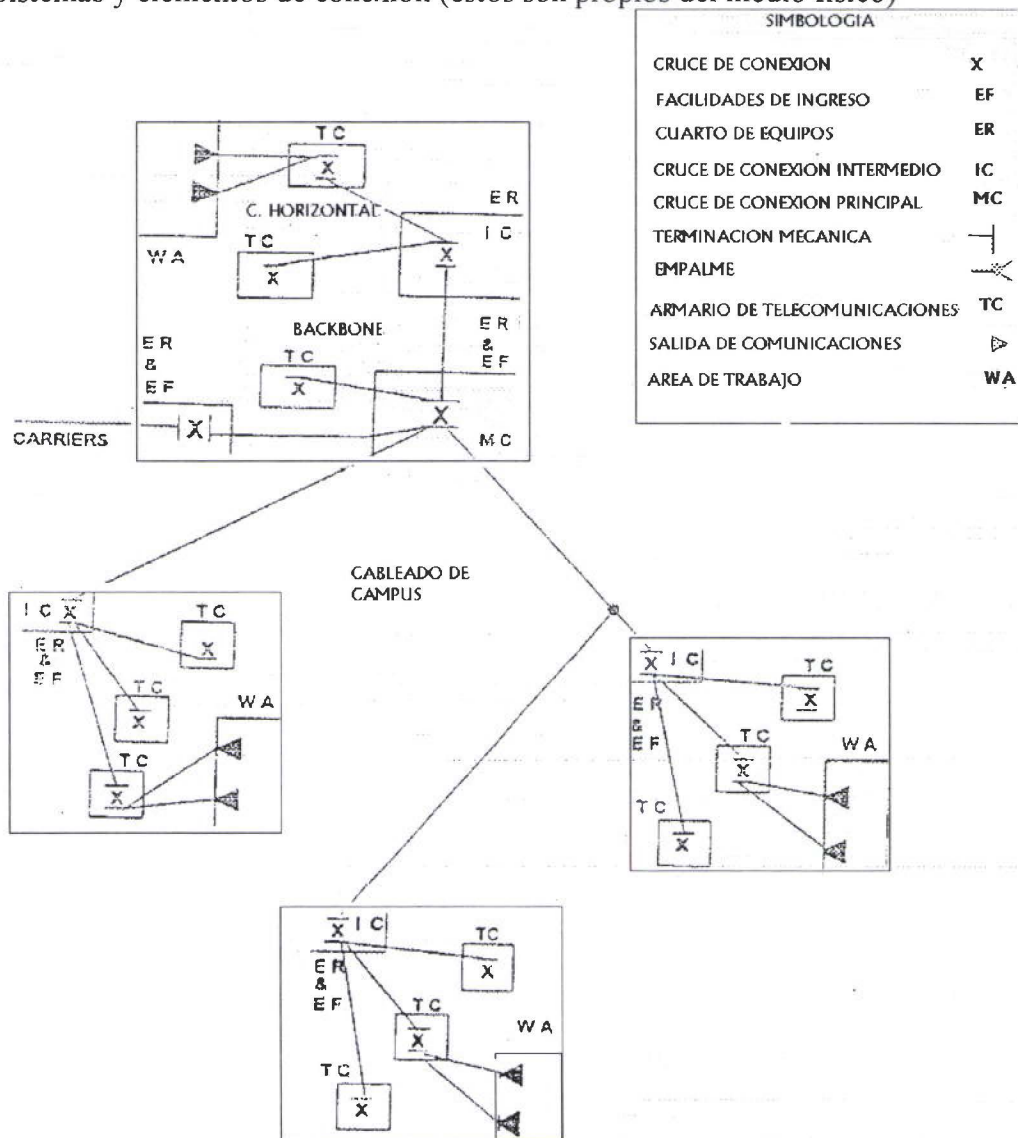 sistemas y elementos de conexión (estos son propios del medio físico)
SIMBOLOGIA
CRUCE DE CONEXION X
FACILIDADES DE INGRESO EF
CUARTO DE EQUIPOS ER
CRUCE DE CONEXION INTERMEDIO IC
CRUCE DE CONEXION PRINCIPAL MC
TERMINACION MECANICA
EMPALME
ARMARIO DE TELECOMUNICACIONES TC
SALIDA DE COMUNICACIONES
AREA DE TRABAJO WA
TC
X
C. HORIZONTAL
ER
IC
X
WA
TC
X
BACKBONE
ER
&
EF
ER
&
EF
TC
X
CARRIERS
X
X
MC
CABLEADO DE
CAMPUS
IC X
ER
&
EF
TC
X
TC
X
WA
TC
X
X IC
ER
&
EF
TC
X
TC
X
WA
TC
X
X IC
ER
&
EF
TC
X
TC
X
WA
TC
X